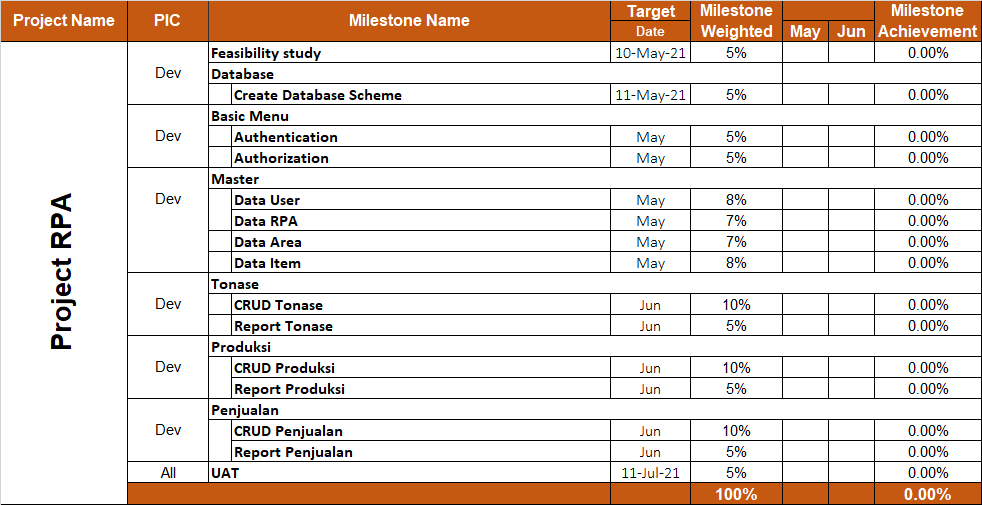 Project Name PIC Milestone Name Target Date Milestone Weighted May Jun Milestone Achievement
Project RPA
Dev Feasibility study 10-May-21 5% 0.00%
Database
Create Database Scheme 11-May-21 5% 0.00%
Dev Basic Menu
Authentication May 5% 0.00%
Authorization May 5% 0.00%
Dev Master
Data User May 8% 0.00%
Data RPA May 7% 0.00%
Data Area May 7% 0.00%
Data Item May 8% 0.00%
Dev Tonase
CRUD Tonase Jun 10% 0.00%
Report Tonase Jun 5% 0.00%
Dev Produksi
CRUD Produksi Jun 10% 0.00%
Report Produksi Jun 5% 0.00%
Dev Penjualan
CRUD Penjualan Jun 10% 0.00%
Report Penjualan Jun 5% 0.00%
All UAT 11-Jul-21 5% 0.00%
100% 0.00%